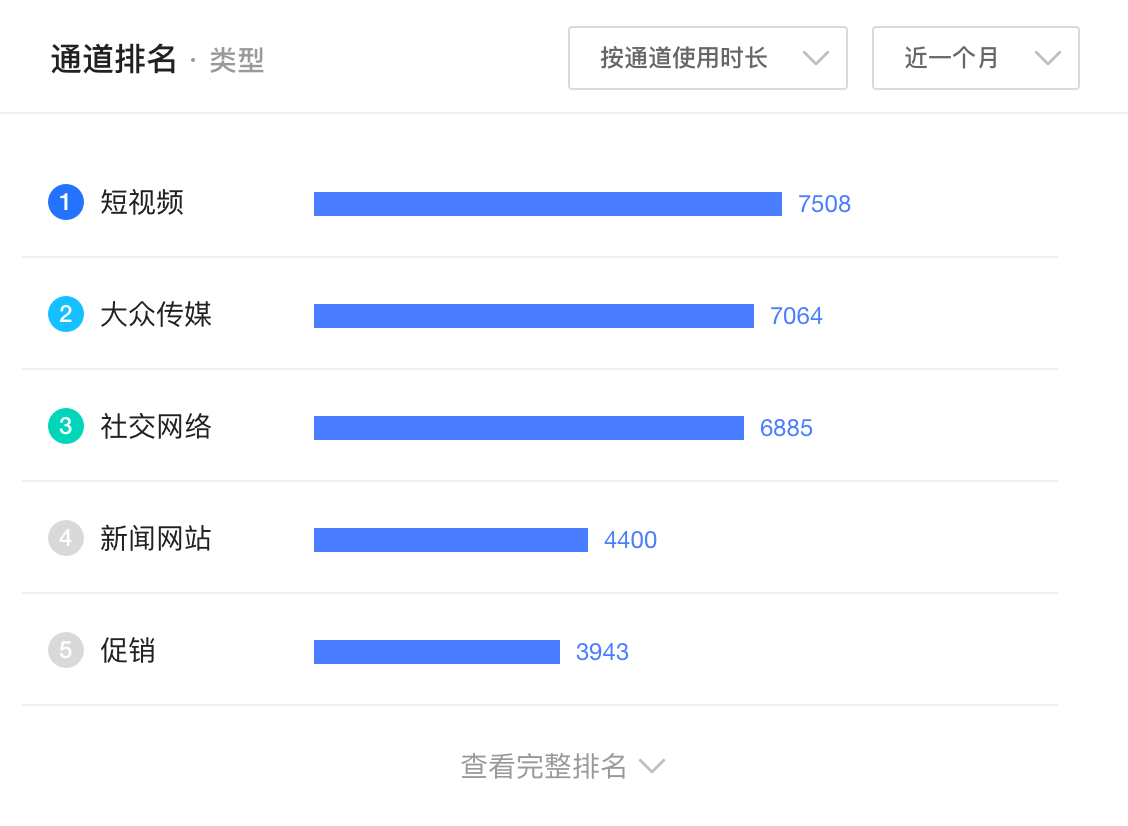 通道排名 · 类型
按通道使用时长
近一个月
1 短视频 7508
2 大众传媒 7064
3 社交网络 6885
4 新闻网站 4400
5 促销 3943
查看完整排名